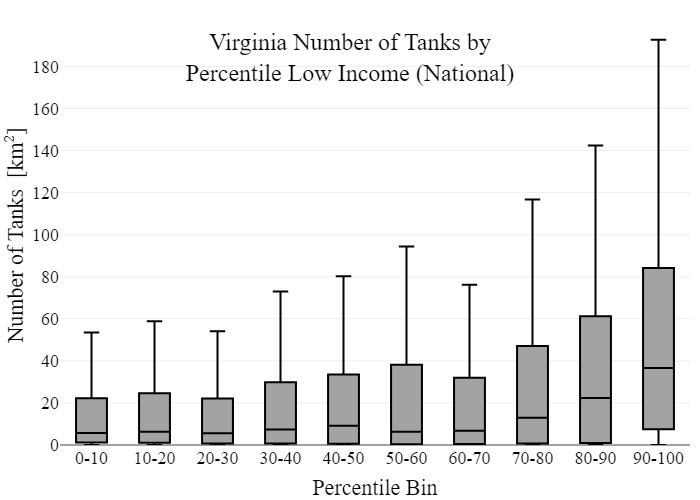 Virginia Number of Tanks by
Percentile Low Income (National)
Number of Tanks [km²]
180
160
140
120
100
80
60
40
20
0
0-10 10-20 20-30 30-40 40-50 50-60 60-70 70-80 80-90 90-100
Percentile Bin